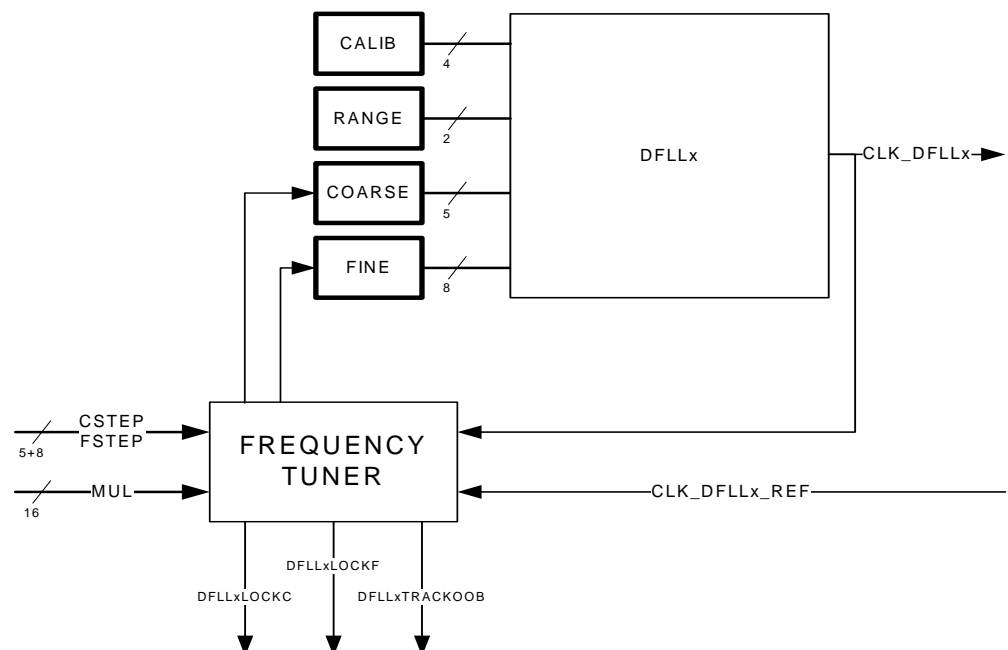 CALIB
4
RANGE
2
DFLLx
CLK_DFLLx
COARSE
5
FINE
8
CSTEP
FSTEP
5+8
FREQUENCY
TUNER
MUL
16
CLK_DFLLx_REF
DFLLxLOCKC
DFLLxLOCKF
DFLLxTRACKOOB